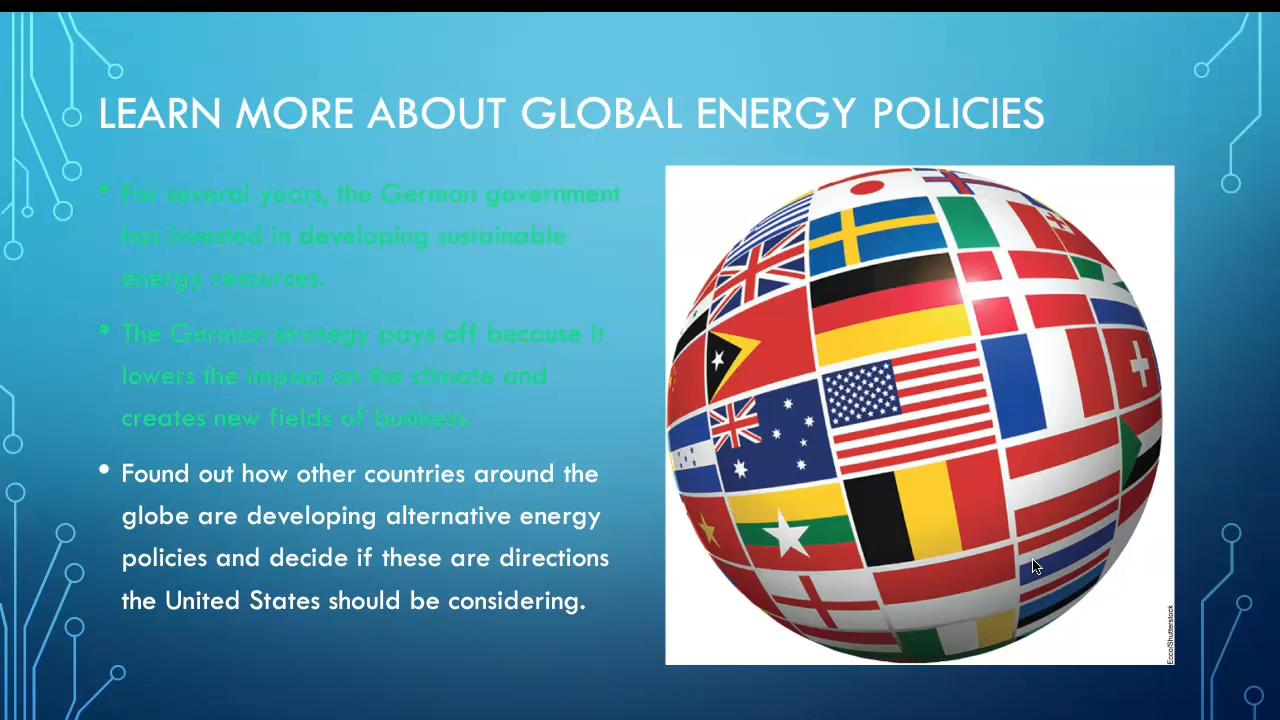 LEARN MORE ABOUT GLOBAL ENERGY POLICIES
• For several years, the German government
has invested in developing sustainable
energy resources.
• The German strategy pays off because it
lowers the impact on the climate and
creates new fields of business.
• Found out how other countries around the
globe are developing alternative energy
policies and decide if these are directions
the United States should be considering.
Ecco/Shutterstock